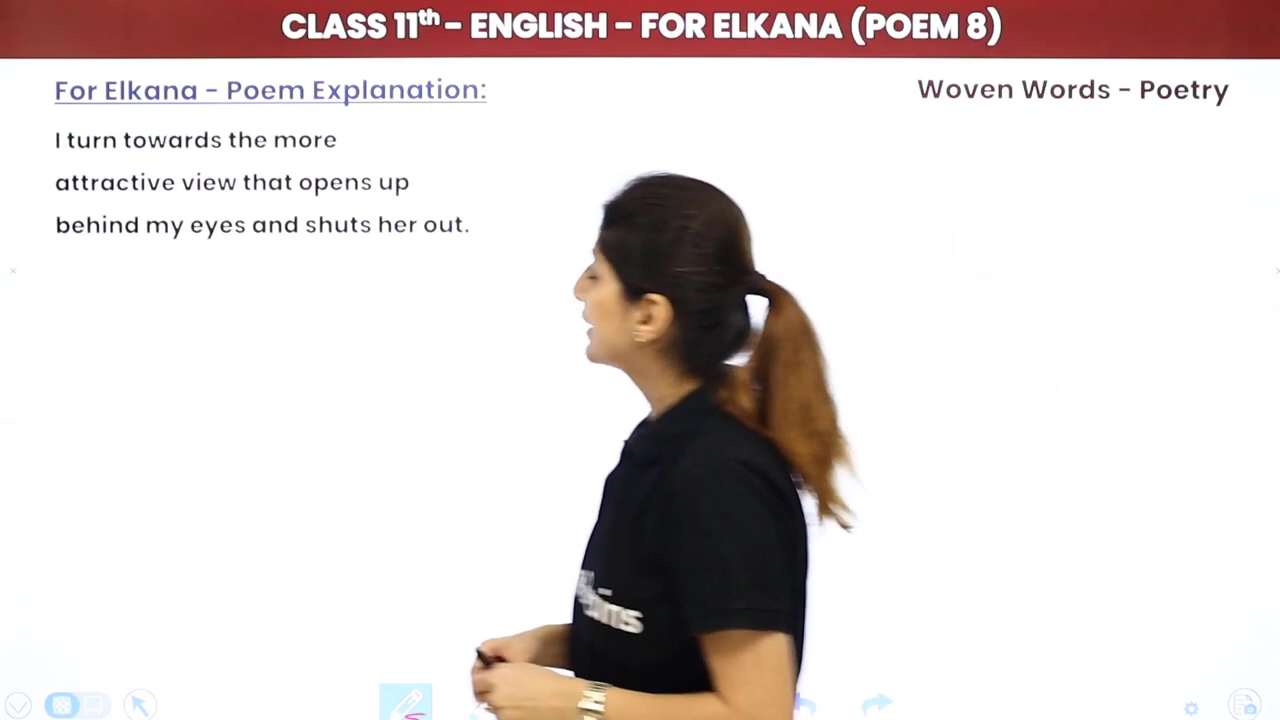 CLASS 11th - ENGLISH - FOR ELKANA (POEM 8)
For Elkana - Poem Explanation:
Woven Words - Poetry
I turn towards the more
attractive view that opens up
behind my eyes and shuts her out.